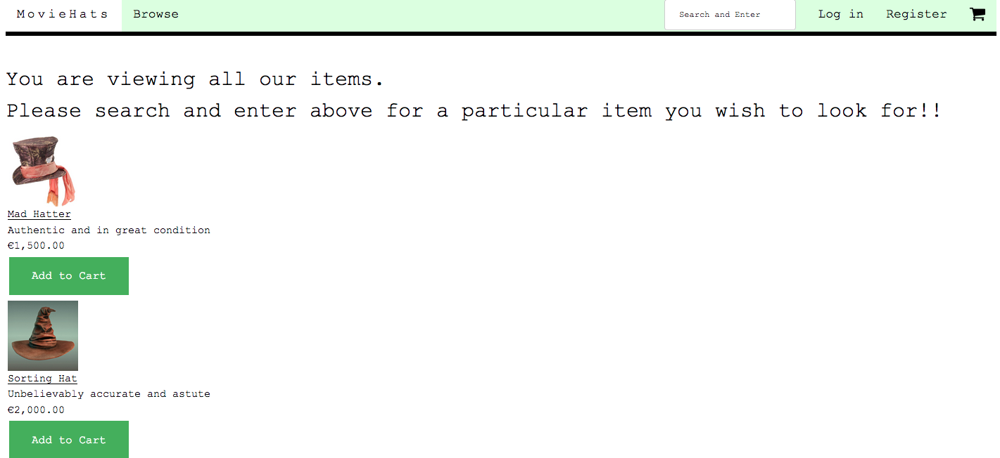 MovieHats Browse Search and Enter Log in Register
You are viewing all our items.
Please search and enter above for a particular item you wish to look for!!
Mad Hatter
Authentic and in great condition
€1,500.00
Add to Cart
Sorting Hat
Unbelievably accurate and astute
€2,000.00
Add to Cart